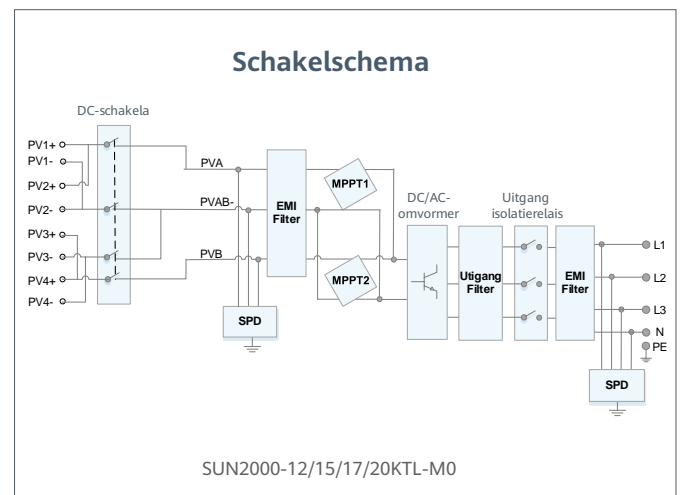 Schakelschema
DC-schakela
PV1+
PV1-
PV2+
PV2-
PV3+
PV3-
PV4+
PV4-
PVA
PVAB-
PVB
EMI
Filter
SPD
MPPT1
MPPT2
DC/AC-
omvormer
Utigang
Filter
Uitgang
isolatierelais
EMI
Filter
L1
L2
L3
N
PE
SPD
SUN2000-12/15/17/20KTL-M0